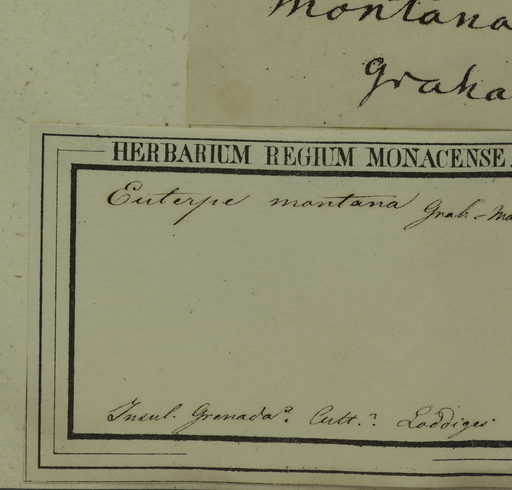 montana
Graha
HERBARIUM REGIUM MONACENSE.
Euterpe montana Grah-Ma
Insul. Grenada? Cult.? Loddiges